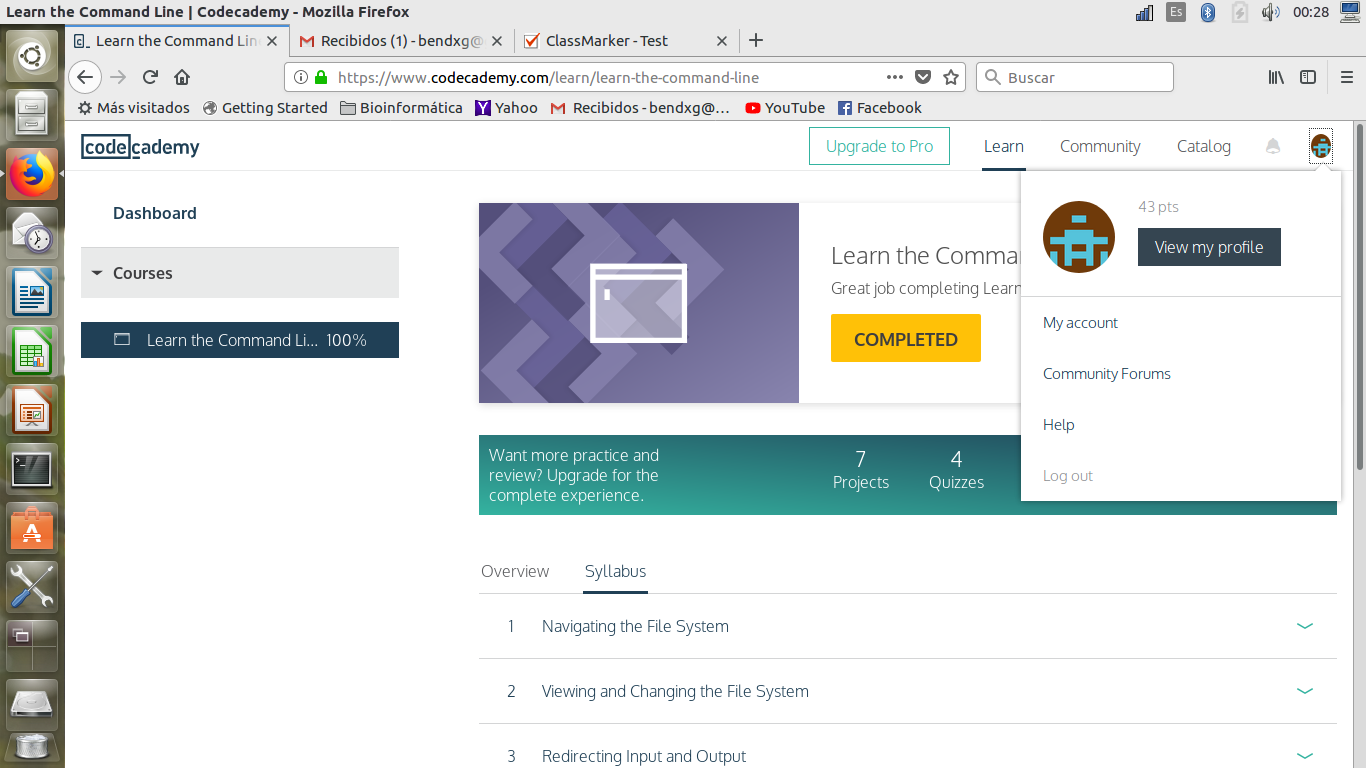 Learn the Command Line | Codecademy - Mozilla Firefox
Es
00:28
Learn the Command Line
Recibidos (1) - bendxg@
ClassMarker - Test
https://www.codecademy.com/learn/learn-the-command-line
Buscar
Más visitados
Getting Started
Bioinformática
Yahoo
Recibidos - bendxg@...
YouTube
Facebook
codecademy
Upgrade to Pro
Learn
Community
Catalog
Dashboard
Courses
Learn the Command Li... 100%
Learn the Comma
Great job completing Learn
COMPLETED
43 pts
View my profile
My account
Community Forums
Help
Log out
Want more practice and
review? Upgrade for the
complete experience.
7
Projects
4
Quizzes
Overview
Syllabus
1 Navigating the File System
2 Viewing and Changing the File System
3 Redirecting Input and Output